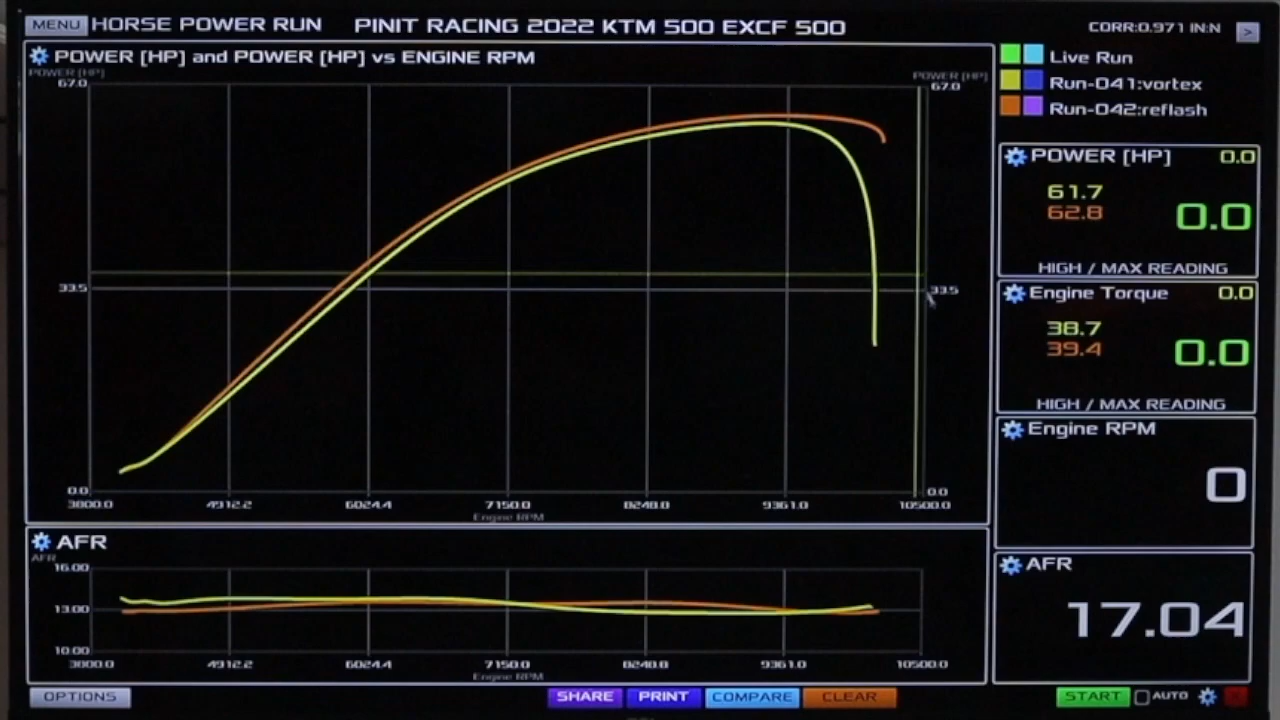 MENU HORSE POWER RUN PINIT RACING 2022 KTM 500 EXCF 500 CORR:0.971 IN:N >
POWER [HP] and POWER [HP] vs ENGINE RPM
POWER [HP] POWER [HP]
67.0 67.0
33.5 33.5
0.0 0.0
3800.0 4912.2 6024.4 7150.0 8248.0 9361.0 10500.0
Engine RPM
AFR
AFR
16.00
13.00
10.00
3800.0 4912.2 6024.4 7150.0 8248.0 9361.0 10500.0
Engine RPM
Live Run
Run-041:vortex
Run-042:reflash
POWER [HP] 0.0
61.7
62.8
0.0
HIGH / MAX READING
Engine Torque 0.0
38.7
39.4
0.0
HIGH / MAX READING
Engine RPM
0
AFR
17.04
OPTIONS SHARE PRINT COMPARE CLEAR START AUTO